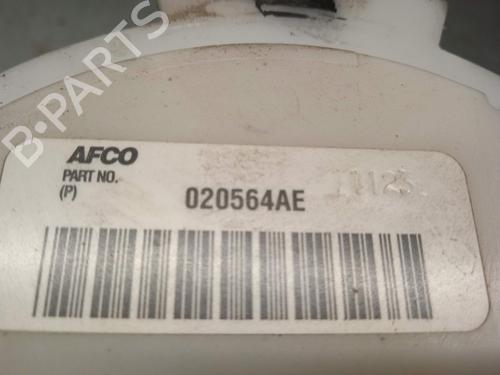 B-PARTS
AFCO
PART NO.
(P)
020564AE